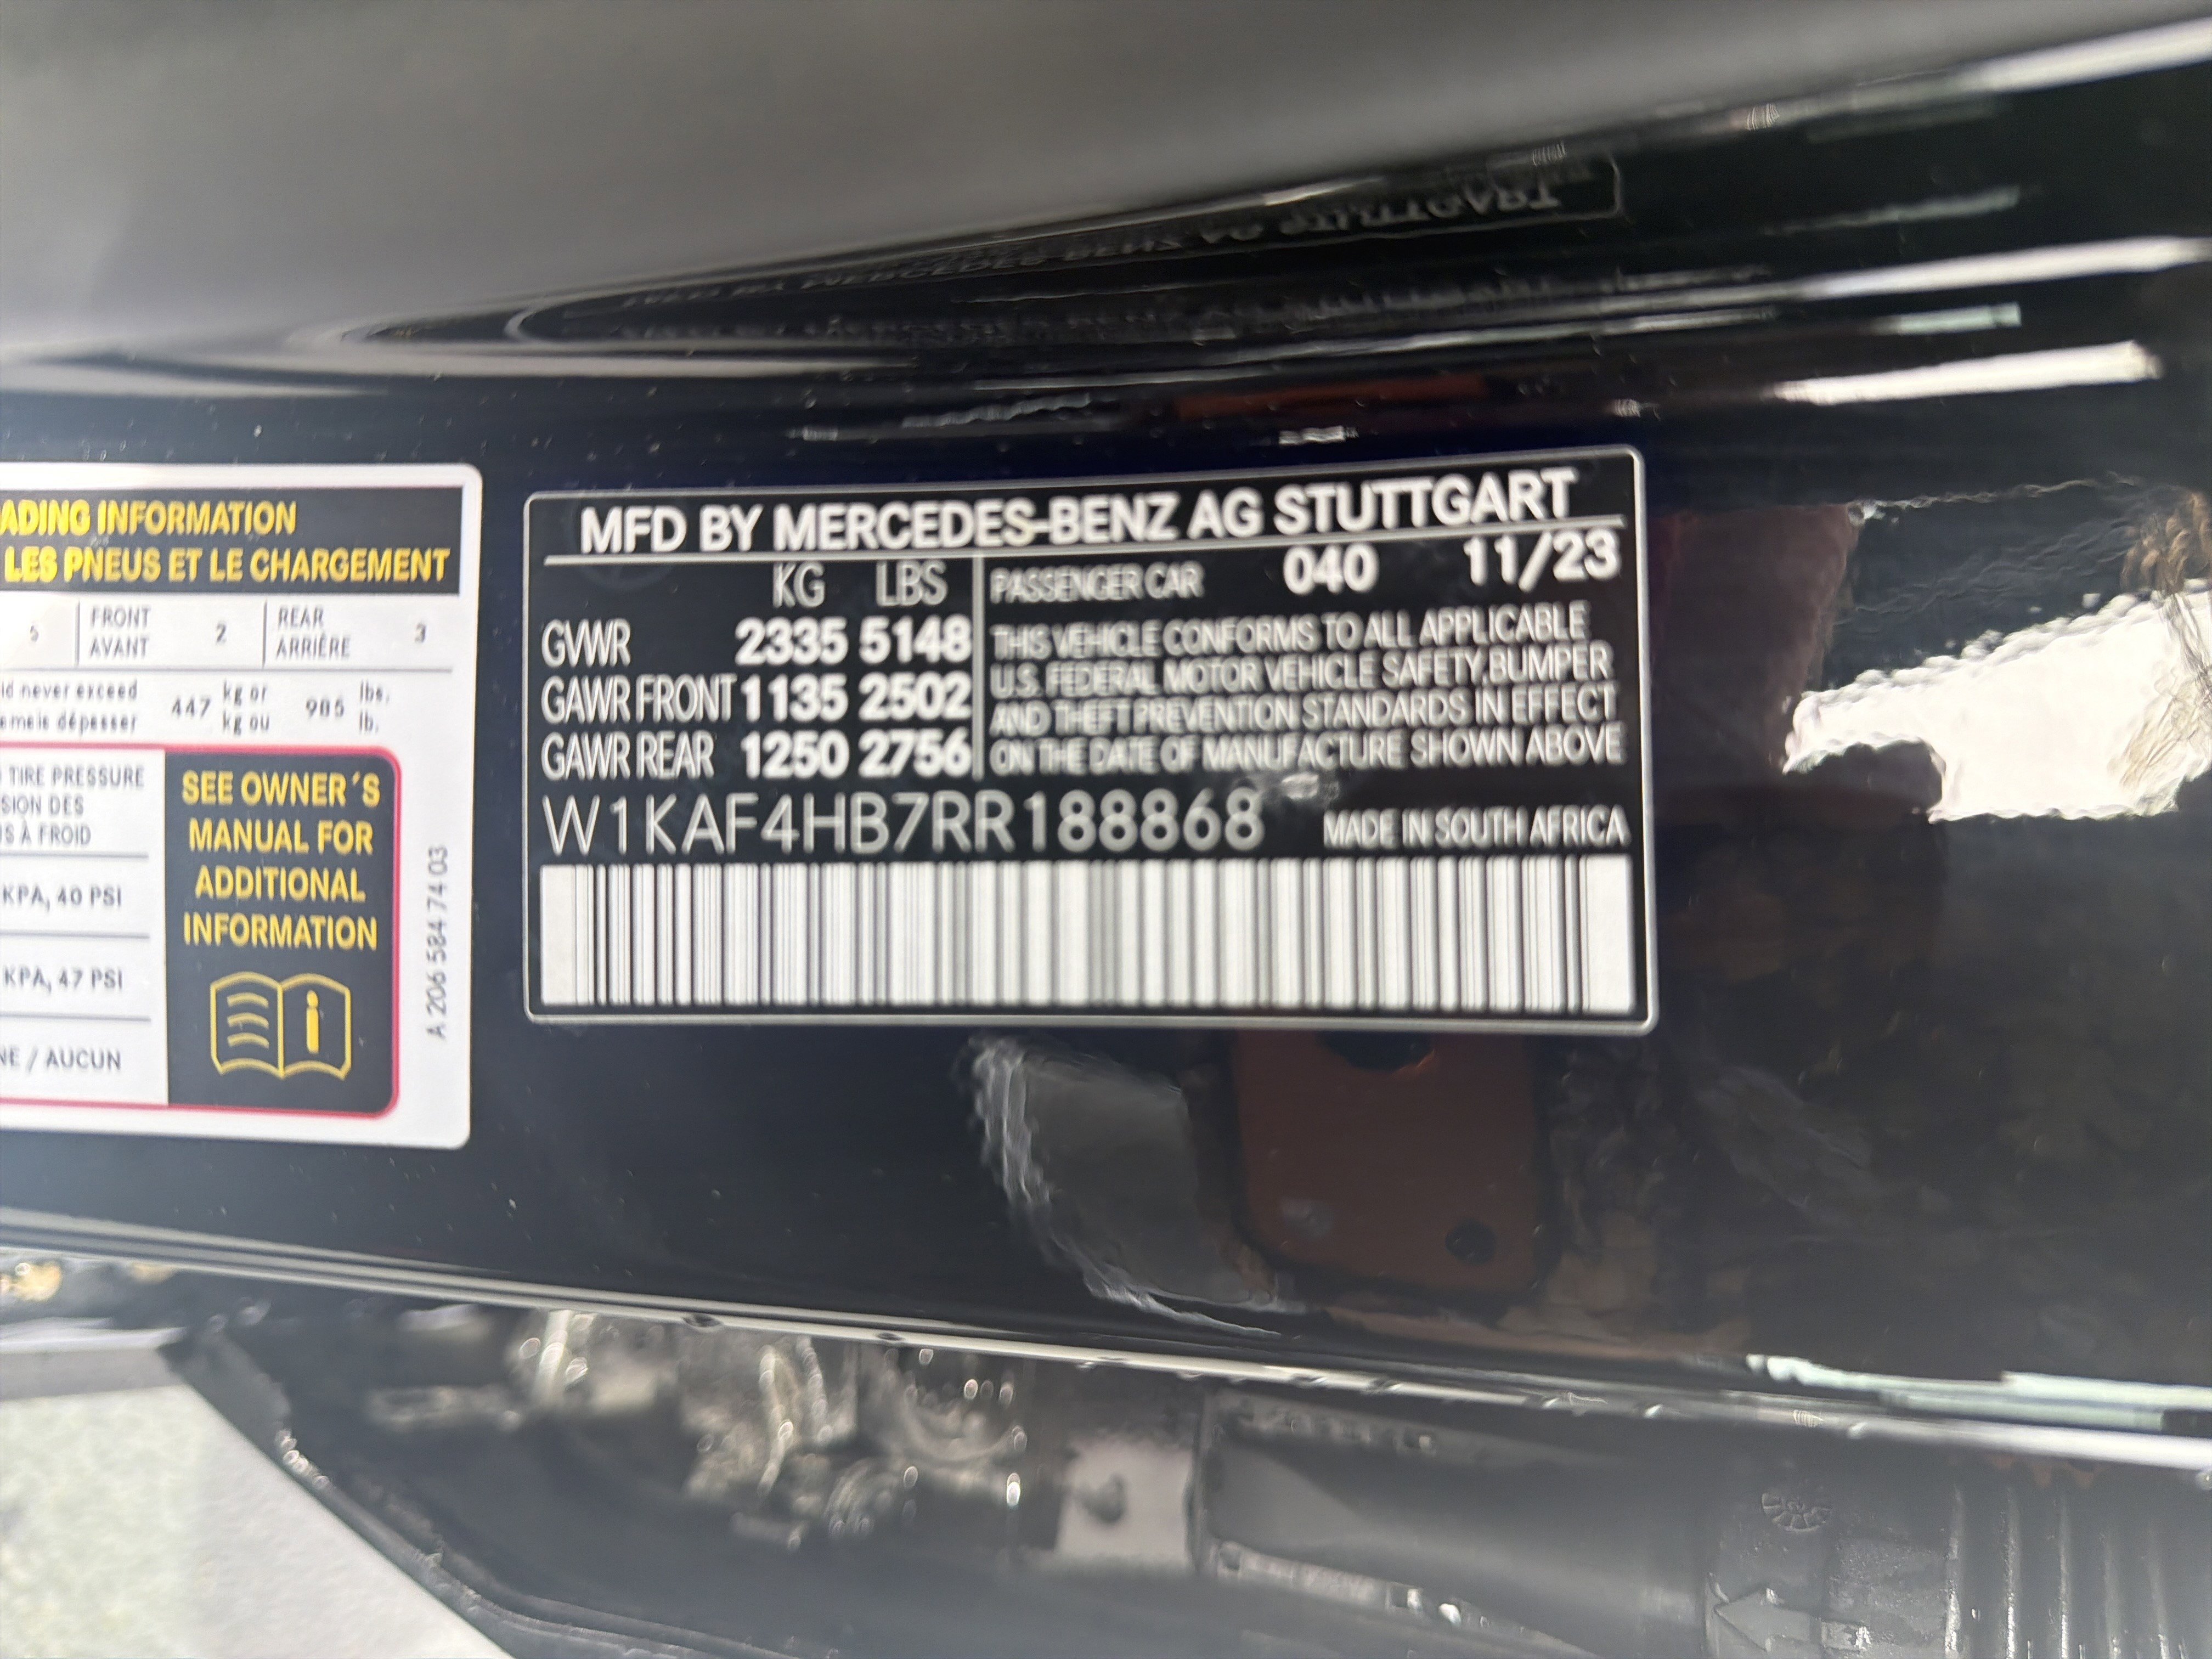 ADING INFORMATION
LES PNEUS ET LE CHARGEMENT
5 FRONT AVANT 2 REAR ARRIÈRE 3
ld never exceed 447 kg or 985 lbs.
emais dépasser kg ou lb.
TIRE PRESSURE
SION DES
S À FROID
KPA, 40 PSI
KPA, 47 PSI
NE / AUCUN
SEE OWNER´S
MANUAL FOR
ADDITIONAL
INFORMATION
A 206 584 74 03
MFD BY MERCEDES-BENZ AG STUTTGART
KG LBS
GVWR 2335 5148
GAWR FRONT 1135 2502
GAWR REAR 1250 2756
PASSENGER CAR 040 11/23
THIS VEHICLE CONFORMS TO ALL APPLICABLE
U.S. FEDERAL MOTOR VEHICLE SAFETY, BUMPER
AND THEFT PREVENTION STANDARDS IN EFFECT
ON THE DATE OF MANUFACTURE SHOWN ABOVE
W1KAF4HB7RR188868 MADE IN SOUTH AFRICA